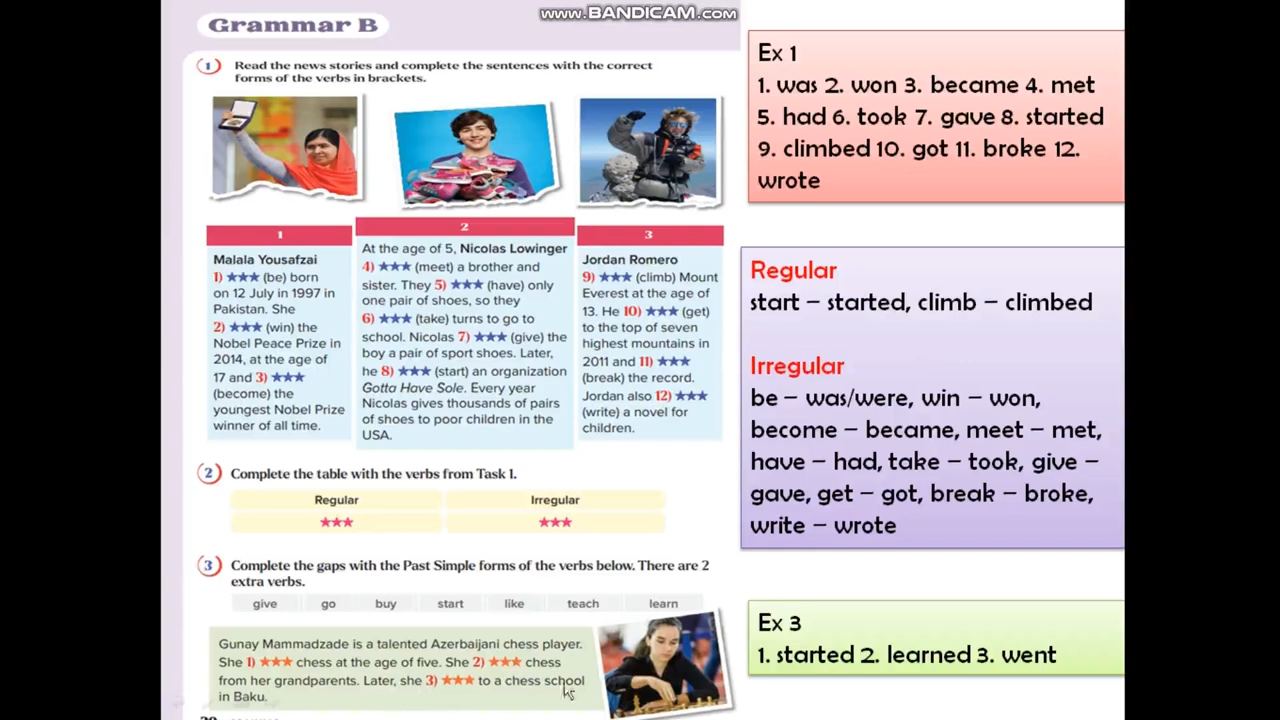 www.BANDICAM.com
Grammar B
1 Read the news stories and complete the sentences with the correct
forms of the verbs in brackets.
1
Malala Yousafzai
1) ★★★ (be) born
on 12 July in 1997 in
Pakistan. She
2) ★★★ (win) the
Nobel Peace Prize in
2014, at the age of
17 and 3) ★★★
(become) the
youngest Nobel Prize
winner of all time.
2
At the age of 5, Nicolas Lowinger
4) ★★★ (meet) a brother and
sister. They 5) ★★★ (have) only
one pair of shoes, so they
6) ★★★ (take) turns to go to
school. Nicolas 7) ★★★ (give) the
boy a pair of sport shoes. Later,
he 8) ★★★ (start) an organization
Gotta Have Sole. Every year
Nicolas gives thousands of pairs
of shoes to poor children in the
USA.
3
Jordan Romero
9) ★★★ (climb) Mount
Everest at the age of
13. He 10) ★★★ (get)
to the top of seven
highest mountains in
2011 and 11) ★★★
(break) the record.
Jordan also 12) ★★★
(write) a novel for
children.
2 Complete the table with the verbs from Task 1.
Regular Irregular
★★★ ★★★
3 Complete the gaps with the Past Simple forms of the verbs below. There are 2
extra verbs.
give go buy start like teach learn
Gunay Mammadzade is a talented Azerbaijani chess player.
She 1) ★★★ chess at the age of five. She 2) ★★★ chess
from her grandparents. Later, she 3) ★★★ to a chess school
in Baku.
Ex 1
1. was 2. won 3. became 4. met
5. had 6. took 7. gave 8. started
9. climbed 10. got 11. broke 12.
wrote
Regular
start – started, climb – climbed
Irregular
be – was/were, win – won,
become – became, meet – met,
have – had, take – took, give –
gave, get – got, break – broke,
write – wrote
Ex 3
1. started 2. learned 3. went